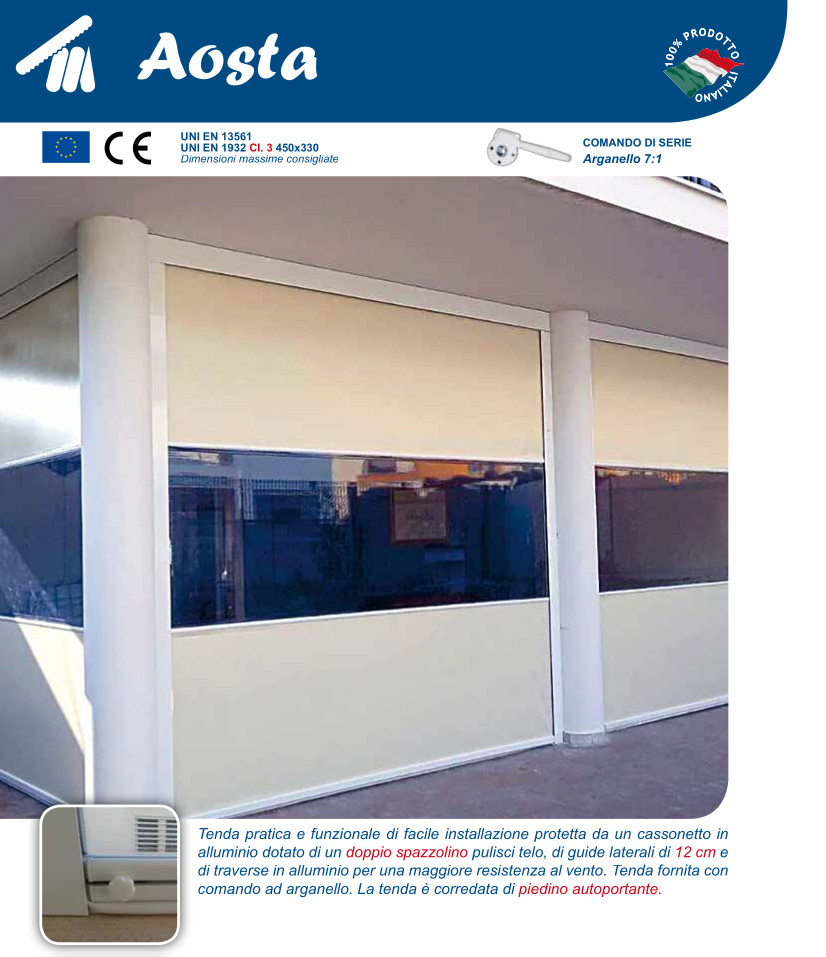 Aosta
100% PRODOTTO ITALIANO
CE
UNI EN 13561
UNI EN 1932 Cl. 3 450x330
Dimensioni massime consigliate
COMANDO DI SERIE
Arganello 7:1
Tenda pratica e funzionale di facile installazione protetta da un cassonetto in
alluminio dotato di un doppio spazzolino pulisci telo, di guide laterali di 12 cm e
di traverse in alluminio per una maggiore resistenza al vento. Tenda fornita con
comando ad arganello. La tenda è corredata di piedino autoportante.